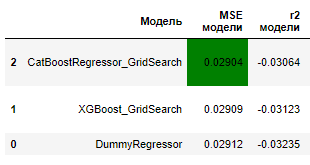 Модель MSE модели r2 модели
2 CatBoostRegressor_GridSearch 0.02904 -0.03064
1 XGBoost_GridSearch 0.02909 -0.03123
0 DummyRegressor 0.02912 -0.03235